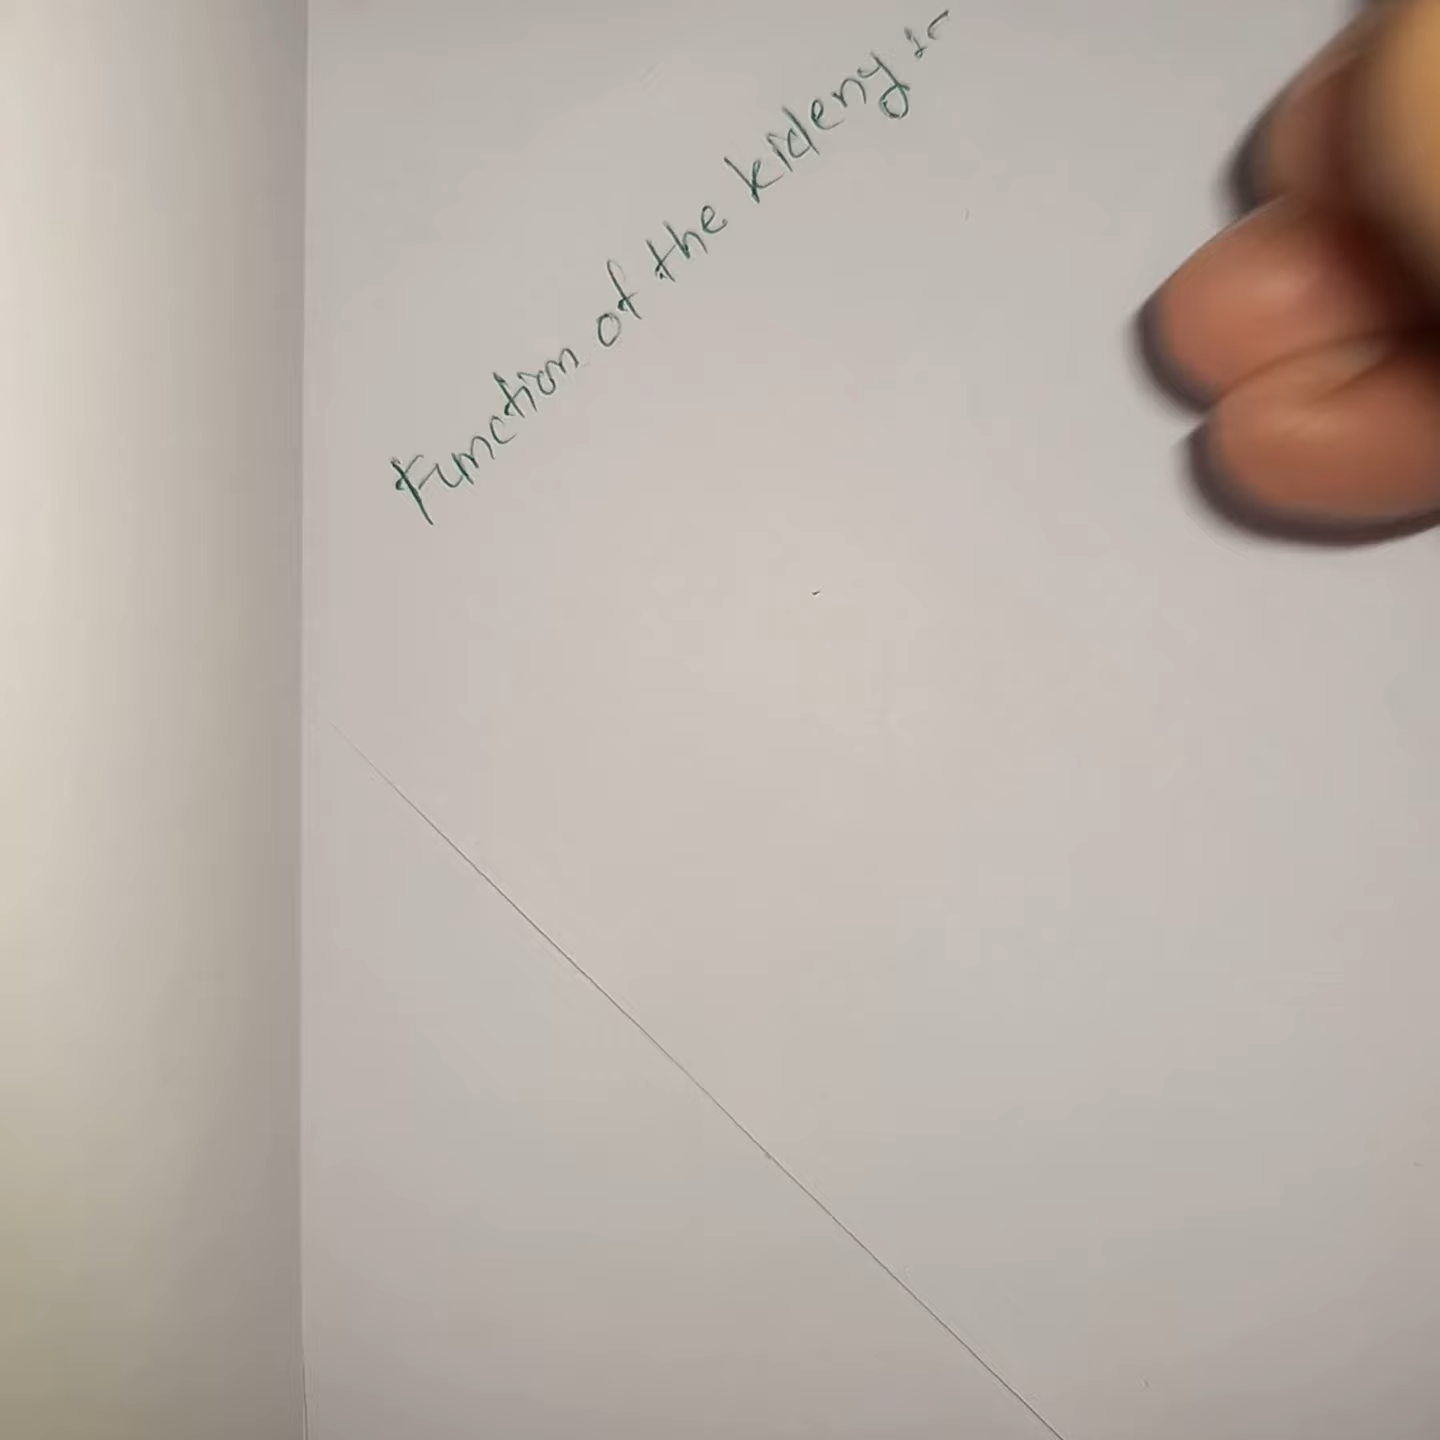 Function of the kideny :-